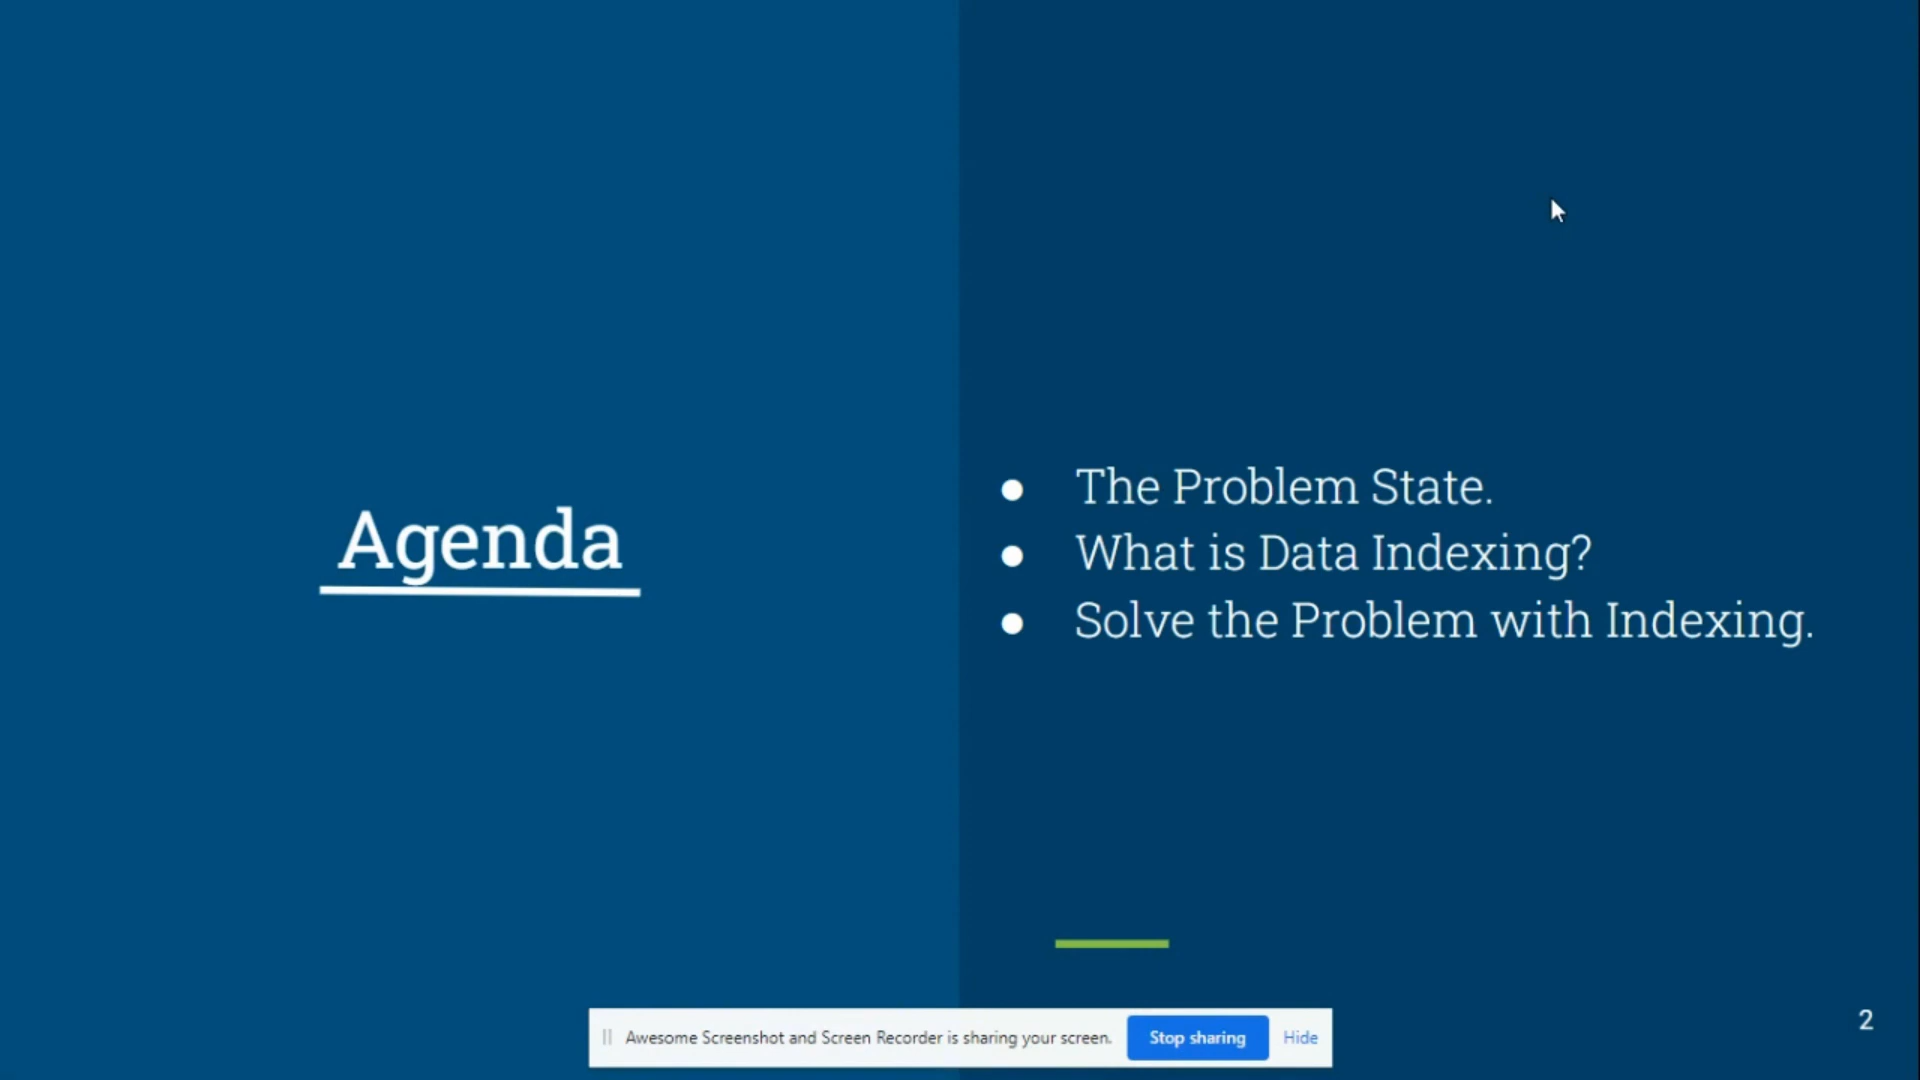 Agenda
● The Problem State.
● What is Data Indexing?
● Solve the Problem with Indexing.
Awesome Screenshot and Screen Recorder is sharing your screen. Stop sharing Hide
2